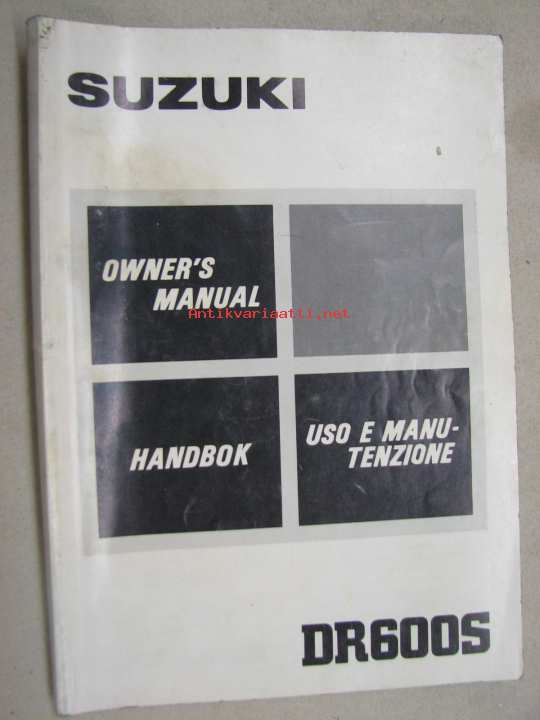 SUZUKI
OWNER'S
MANUAL
Antikvariaatti.net
HANDBOK
USO E MANU-
TENZIONE
DR600S